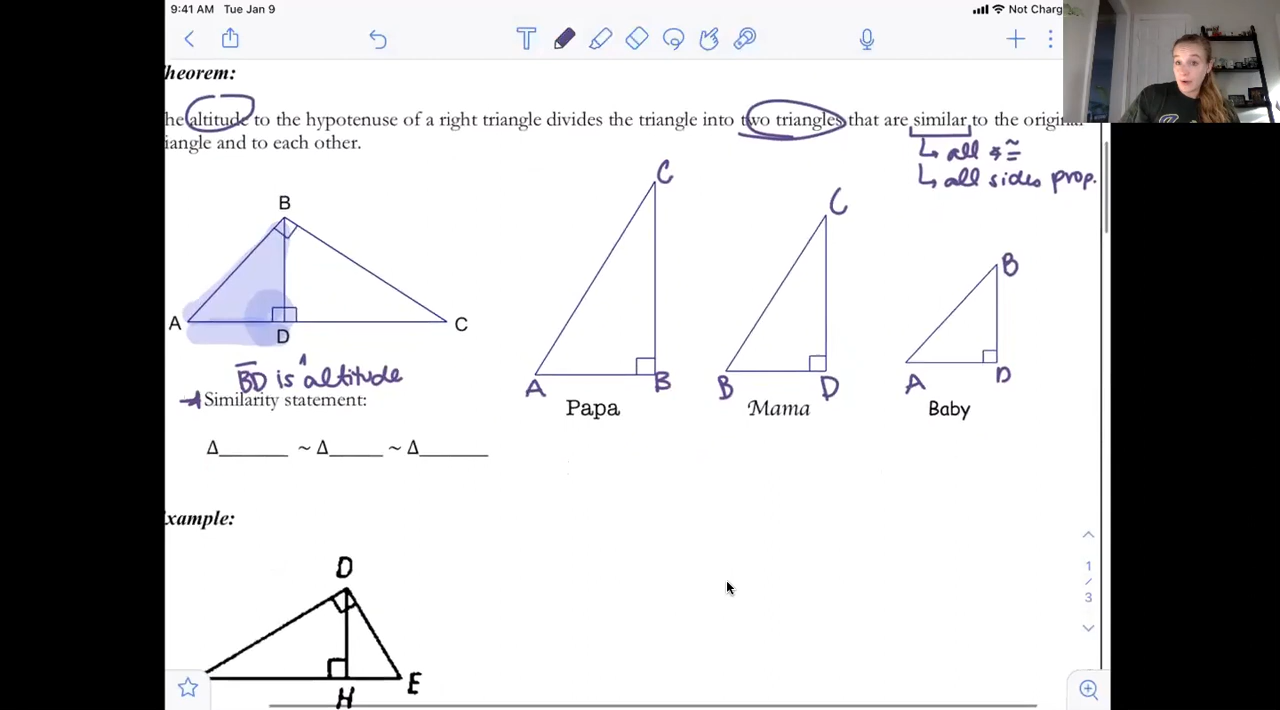 9:41 AM Tue Jan 9
Not Charg
T
heorem:
he altitude to the hypotenuse of a right triangle divides the triangle into two triangles that are similar to the origin
iangle and to each other.
↳ all ∡ ≅
↳ all sides prop.
B
A
D
C
BD is altitude
C
A
B
Papa
C
B
D
Mama
B
A
D
Baby
Similarity statement:
Δ______ ~ Δ_____ ~ Δ______
xample:
D
H
E
1
/
3